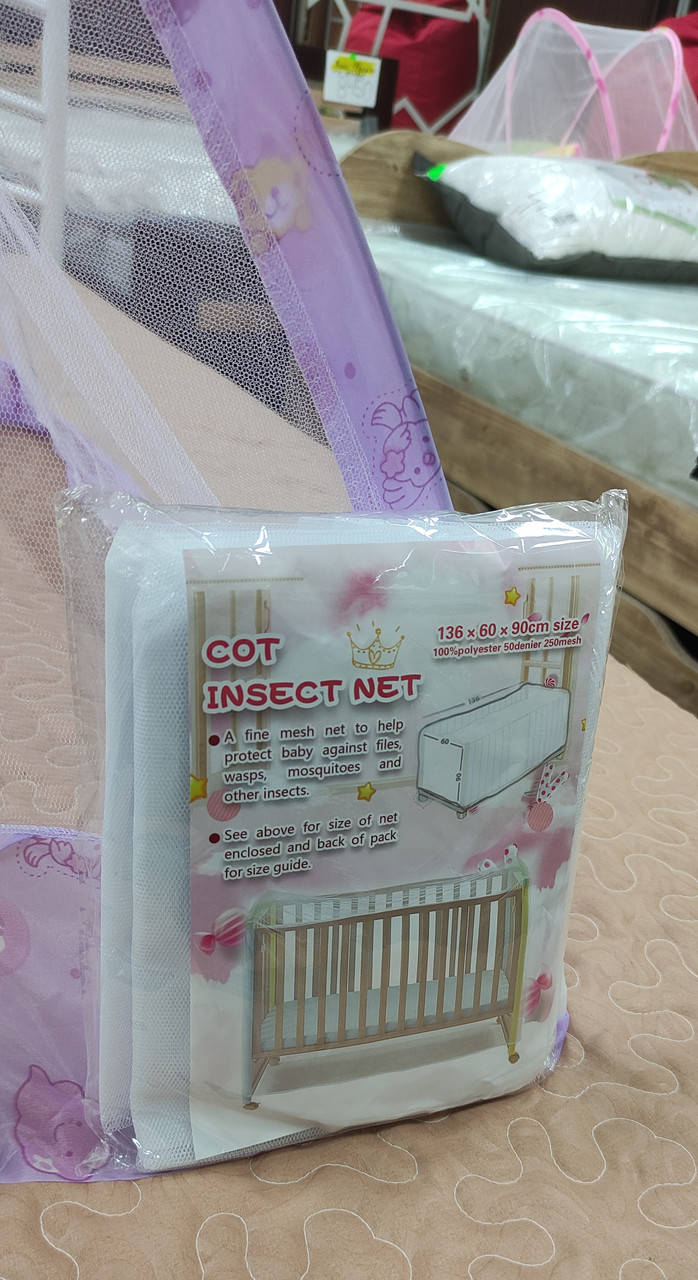 COT
INSECT NET
136 x 60 x 90cm size
100%polyester 50denier 250mesh
A fine mesh net to help
protect baby against files,
wasps, mosquitoes and
other insects.
See above for size of net
enclosed and back of pack
for size guide.
136
60
90